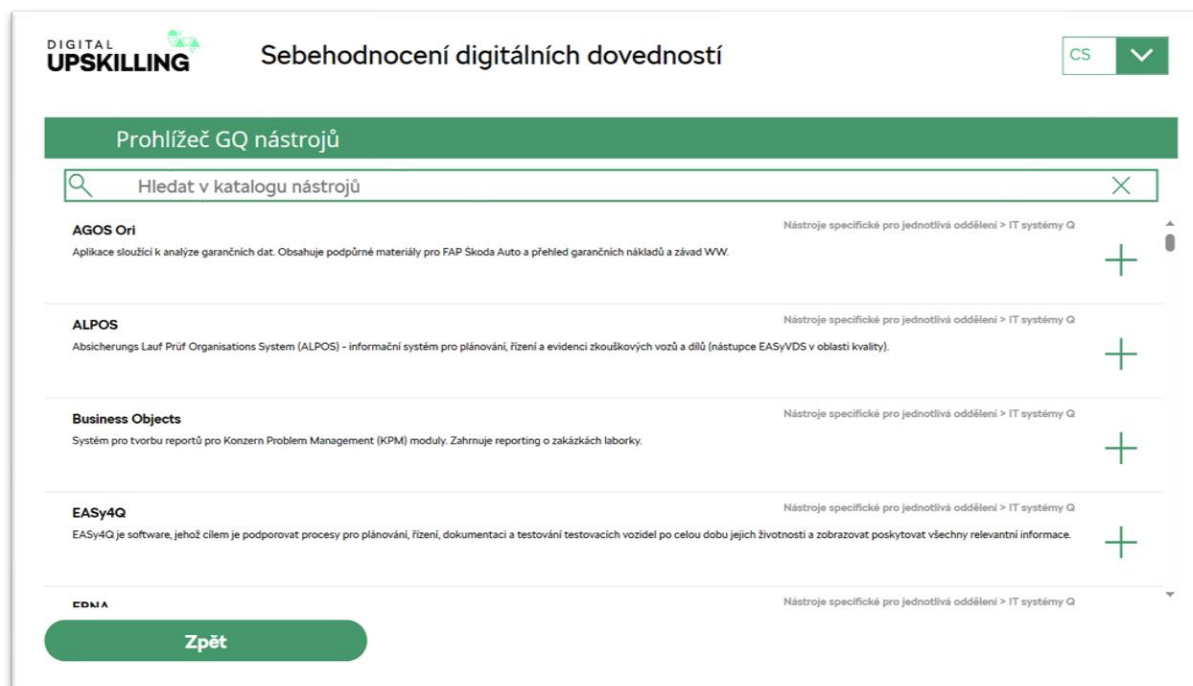 DIGITAL
UPSKILLING
Sebehodnocení digitálních dovedností
CS
Prohlížeč GQ nástrojů
Hledat v katalogu nástrojů
AGOS Ori
Nástroje specifické pro jednotlivá oddělení > IT systémy Q
Aplikace sloužící k analýze garančních dat. Obsahuje podpůrné materiály pro FAP Škoda Auto a přehled garančních nákladů a závad WW.
ALPOS
Nástroje specifické pro jednotlivá oddělení > IT systémy Q
Absicherungs Lauf Prüf Organisations System (ALPOS) - informační systém pro plánování, řízení a evidenci zkouškových vozů a dílů (nástupce EASyVDS v oblasti kvality).
Business Objects
Nástroje specifické pro jednotlivá oddělení > IT systémy Q
Systém pro tvorbu reportů pro Konzern Problem Management (KPM) moduly. Zahrnuje reporting o zakázkách laborky.
EASy4Q
Nástroje specifické pro jednotlivá oddělení > IT systémy Q
EASy4Q je software, jehož cílem je podporovat procesy pro plánování, řízení, dokumentaci a testování testovacích vozidel po celou dobu jejich životnosti a zobrazovat poskytovat všechny relevantní informace.
Nástroje specifické pro jednotlivá oddělení > IT systémy Q
Zpět